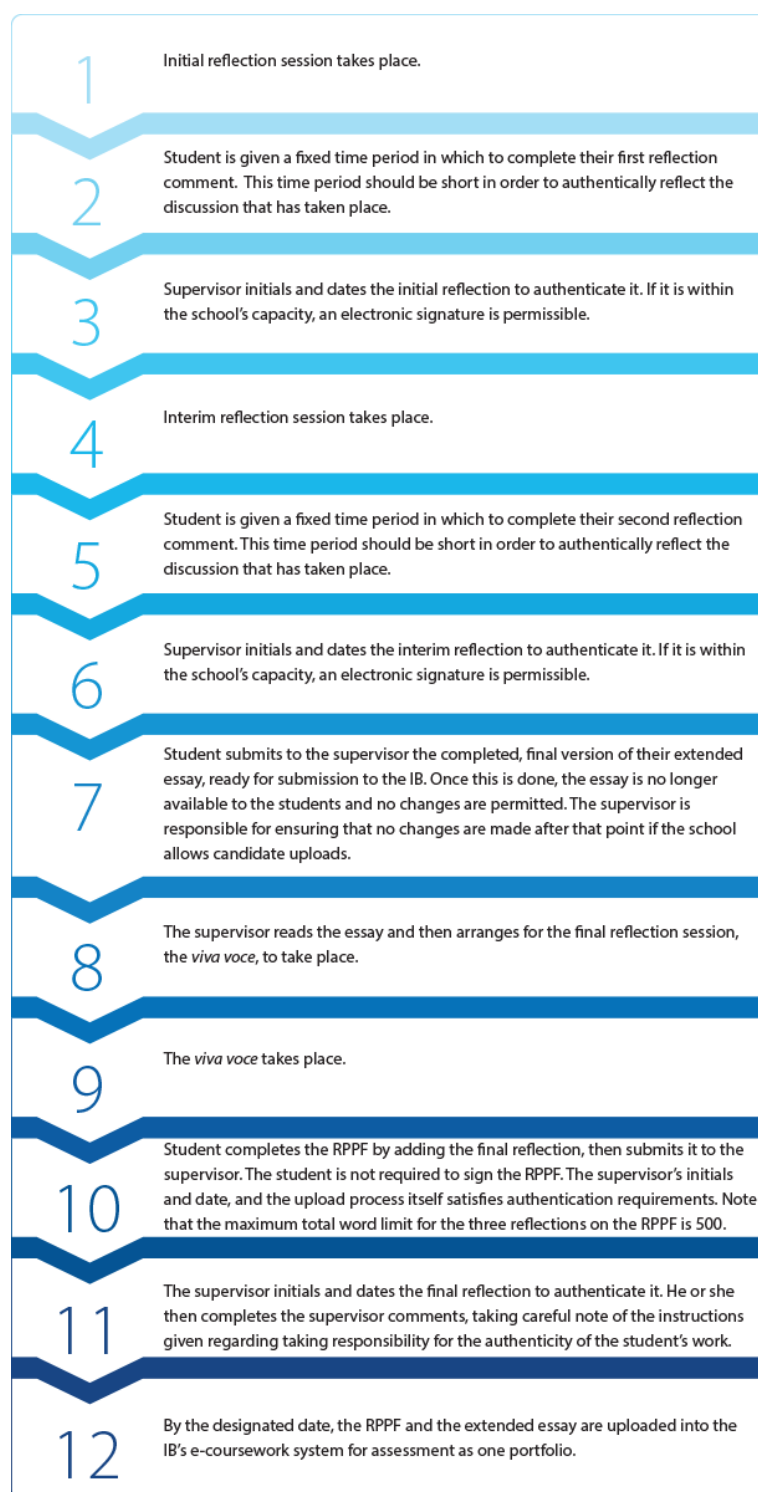 1
Initial reflection session takes place.
2
Student is given a fixed time period in which to complete their first reflection
comment. This time period should be short in order to authentically reflect the
discussion that has taken place.
3
Supervisor initials and dates the initial reflection to authenticate it. If it is within
the school's capacity, an electronic signature is permissible.
4
Interim reflection session takes place.
5
Student is given a fixed time period in which to complete their second reflection
comment. This time period should be short in order to authentically reflect the
discussion that has taken place.
6
Supervisor initials and dates the interim reflection to authenticate it. If it is within
the school's capacity, an electronic signature is permissible.
7
Student submits to the supervisor the completed, final version of their extended
essay, ready for submission to the IB. Once this is done, the essay is no longer
available to the students and no changes are permitted. The supervisor is
responsible for ensuring that no changes are made after that point if the school
allows candidate uploads.
8
The supervisor reads the essay and then arranges for the final reflection session,
the viva voce, to take place.
9
The viva voce takes place.
10
Student completes the RPPF by adding the final reflection, then submits it to the
supervisor. The student is not required to sign the RPPF. The supervisor's initials
and date, and the upload process itself satisfies authentication requirements. Note
that the maximum total word limit for the three reflections on the RPPF is 500.
11
The supervisor initials and dates the final reflection to authenticate it. He or she
then completes the supervisor comments, taking careful note of the instructions
given regarding taking responsibility for the authenticity of the student's work.
12
By the designated date, the RPPF and the extended essay are uploaded into the
IB's e-coursework system for assessment as one portfolio.